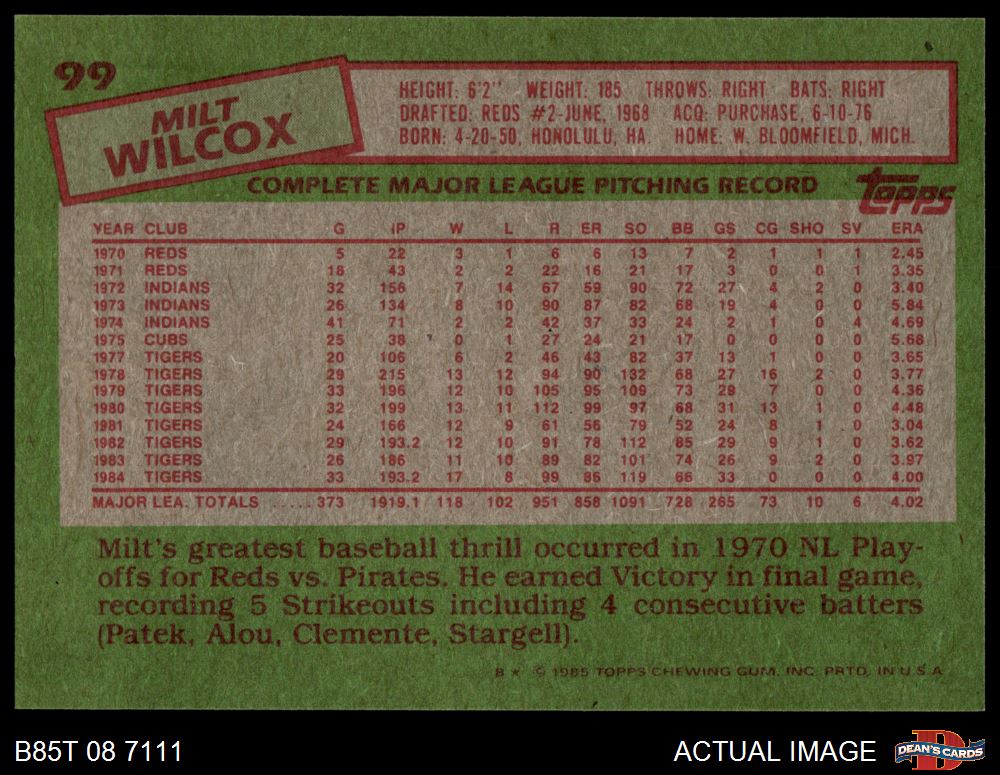 99
MILT
WILCOX
HEIGHT: 6'2" WEIGHT: 185 THROWS: RIGHT BATS: RIGHT
DRAFTED: REDS #2-JUNE, 1968 ACQ: PURCHASE, 6-10-76
BORN: 4-20-50, HONOLULU, HA. HOME: W. BLOOMFIELD, MICH.
COMPLETE MAJOR LEAGUE PITCHING RECORD
topps
YEAR CLUB G IP W L R ER SO BB GS CG SHO SV ERA
1970 REDS 5 22 3 1 6 6 13 7 2 1 1 1 2.45
1971 REDS 18 43 2 2 22 16 21 17 3 0 0 1 3.35
1972 INDIANS 32 156 7 14 67 59 90 72 27 4 2 0 3.40
1973 INDIANS 26 134 8 10 90 87 82 68 19 4 0 0 5.84
1974 INDIANS 41 71 2 2 42 37 33 24 2 1 0 4 4.69
1975 CUBS 25 38 0 1 27 24 21 17 0 0 0 0 5.68
1977 TIGERS 20 106 6 2 46 43 82 37 13 1 0 0 3.65
1978 TIGERS 29 215 13 12 94 90 132 68 27 16 2 0 3.77
1979 TIGERS 33 196 12 10 105 95 109 73 29 7 0 0 4.36
1980 TIGERS 32 199 13 11 112 99 97 68 31 13 1 0 4.48
1981 TIGERS 24 166 12 9 61 56 79 52 24 8 1 0 3.04
1982 TIGERS 29 193.2 12 10 91 78 112 85 29 9 1 0 3.62
1983 TIGERS 26 186 11 10 89 82 101 74 26 9 2 0 3.97
1984 TIGERS 33 193.2 17 8 99 86 119 66 33 0 0 0 4.00
MAJOR LEA. TOTALS ..... 373 1919.1 118 102 951 858 1091 728 265 73 10 6 4.02
Milt's greatest baseball thrill occurred in 1970 NL Play-
offs for Reds vs. Pirates. He earned Victory in final game,
recording 5 Strikeouts including 4 consecutive batters
(Patek, Alou, Clemente, Stargell).
B * © 1985 TOPPS CHEWING GUM, INC. PRTD. IN U.S.A.
B85T 08 7111
ACTUAL IMAGE
D
DEAN'S CARDS